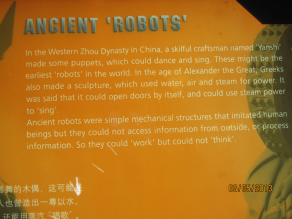 ANCIENT 'ROBOTS'
In the Western Zhou Dynasty in China, a skilful craftsman named 'Yanshi'
made some puppets, which could dance and sing. These might be the
earliest 'robots' in the world. In the age of Alexander the Great, Greeks
also made a sculpture, which used water, air and steam for power. It
was said that it could open doors by itself, and could use steam power
to 'sing'.
Ancient robots were simple mechanical structures that imitated human
beings but they could not access information from outside, or process
information. So they could 'work' but could not 'think'.
舞的木偶，这可能是
人也曾造出一尊以水、
还能用蒸汽“唱歌”。
06/05/2013